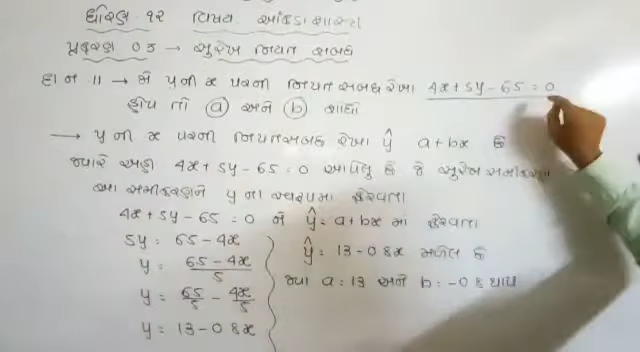 ધોરણ ૧૨ વિષય આંકડાશાસ્ત્ર
પ્રકરણ 03 → સુરેખ નિયત સંબંધ
દા ન 11 → જો y ની x પરની નિયતસંબંધ રેખા 4x + 5y - 65 = 0
હોય તો (a) અને (b) શોધો
→ y ની x પરની નિયતસંબંધ રેખા ŷ a + bx છે
જ્યારે અહી 4x + 5y - 65 = 0 આપેલુ છે જે સુરેખ સમીકરણ
આ સમીકરણને y ના સ્વરૂપમા ફેરવતા
4x + 5y - 65 = 0 ને ŷ = a + bx મા ફેરવતા
5y = 65 - 4x
y = 65 - 4x / 5
y = 65/5 - 4x/5
y = 13 - 0 8x
ŷ = 13 - 0 8x મળેલ છે
જ્યા a = 13 અને b = -0 8 થાય